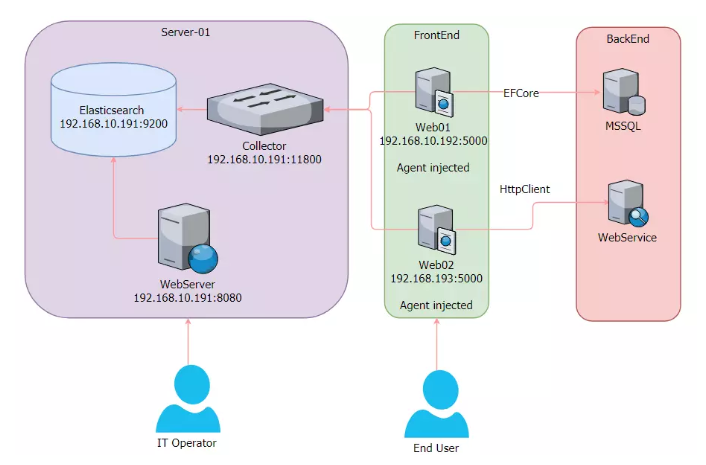 Server-01
FrontEnd
BackEnd
Elasticsearch
192.168.10.191:9200
Collector
192.168.10.191:11800
Web01
192.168.10.192:5000
Agent injected
EFCore
MSSQL
HttpClient
WebService
WebServer
192.168.10.191:8080
Web02
192.168.193:5000
Agent injected
IT Operator
End User